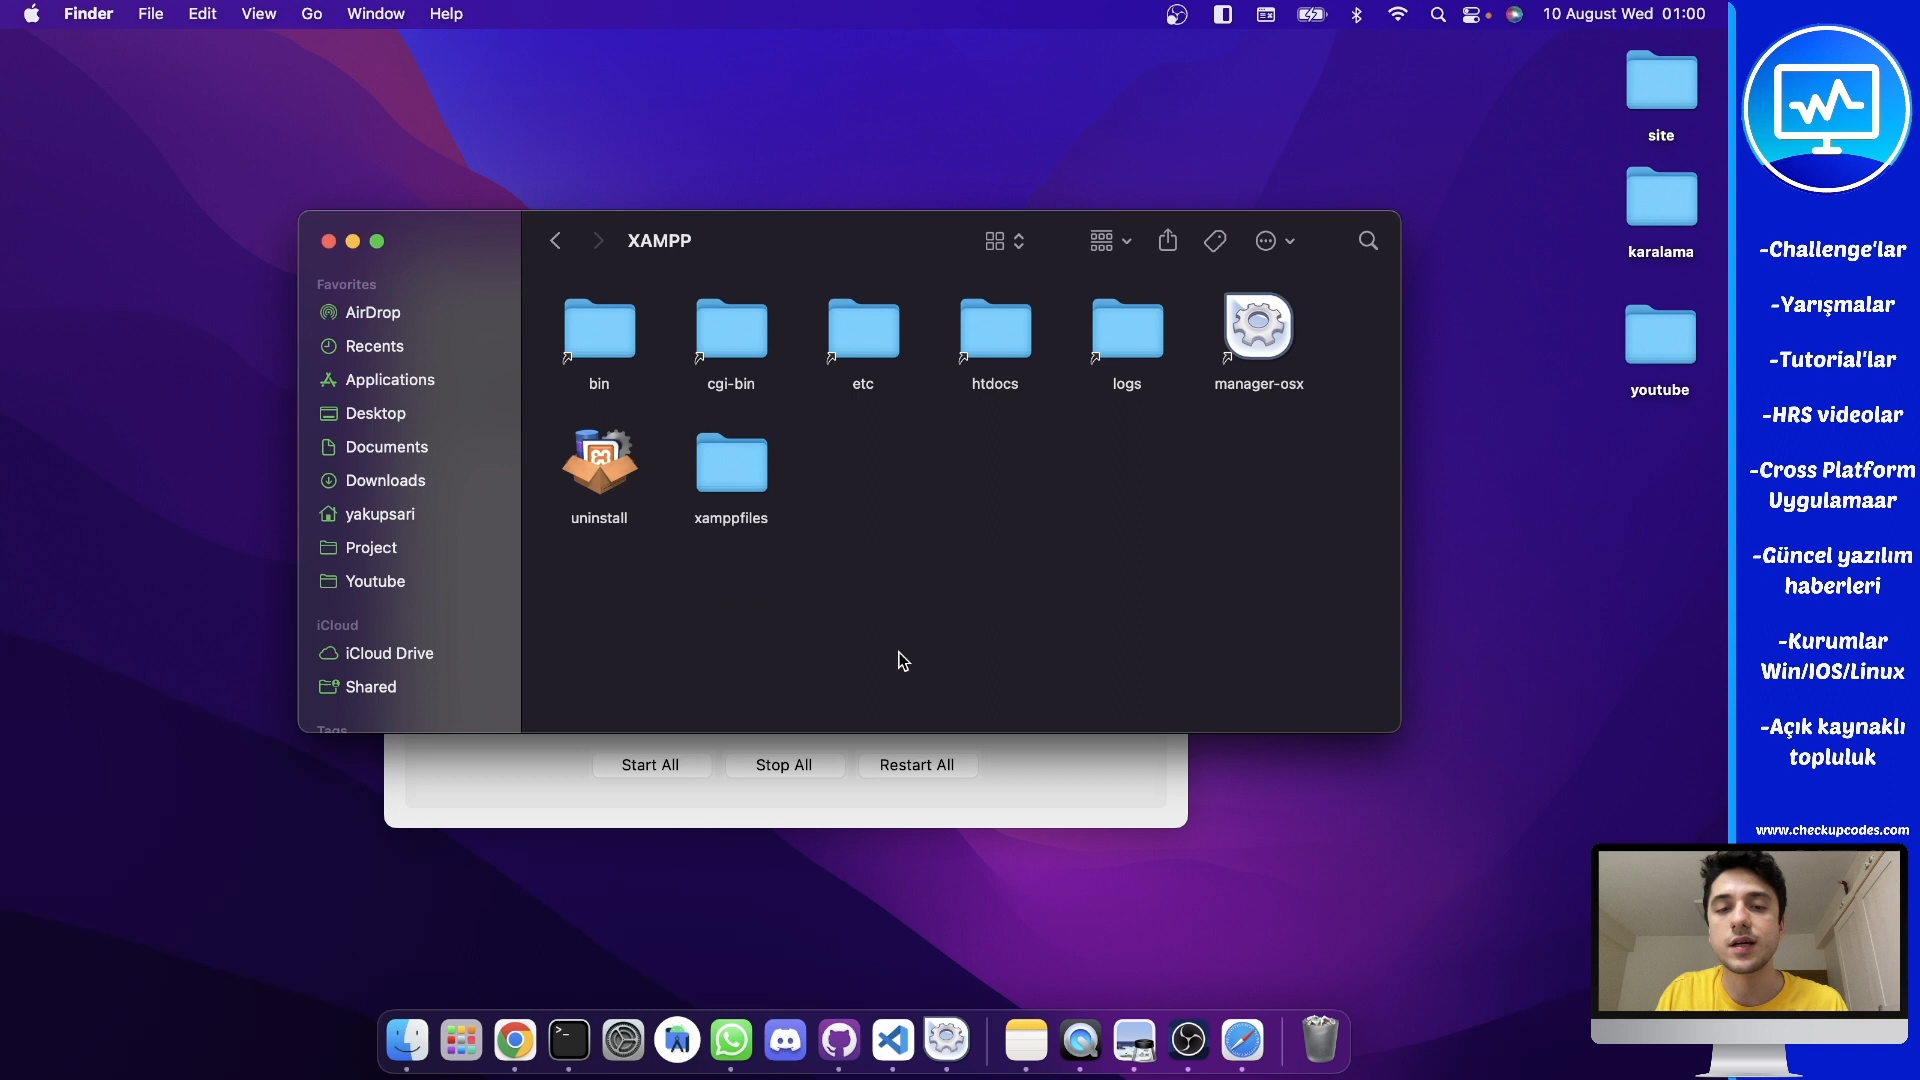 Finder File Edit View Go Window Help
10 August Wed 01:00
XAMPP
Favorites
AirDrop
Recents
Applications
Desktop
Documents
Downloads
yakupsari
Project
Youtube
iCloud
iCloud Drive
Shared
Tags
bin
cgi-bin
etc
htdocs
logs
manager-osx
uninstall
xamppfiles
Start All
Stop All
Restart All
site
karalama
youtube
-Challenge'lar
-Yarışmalar
-Tutorial'lar
-HRS videolar
-Cross Platform
Uygulamaar
-Güncel yazılım
haberleri
-Kurumlar
Win/IOS/Linux
-Açık kaynaklı
topluluk
www.checkupcodes.com